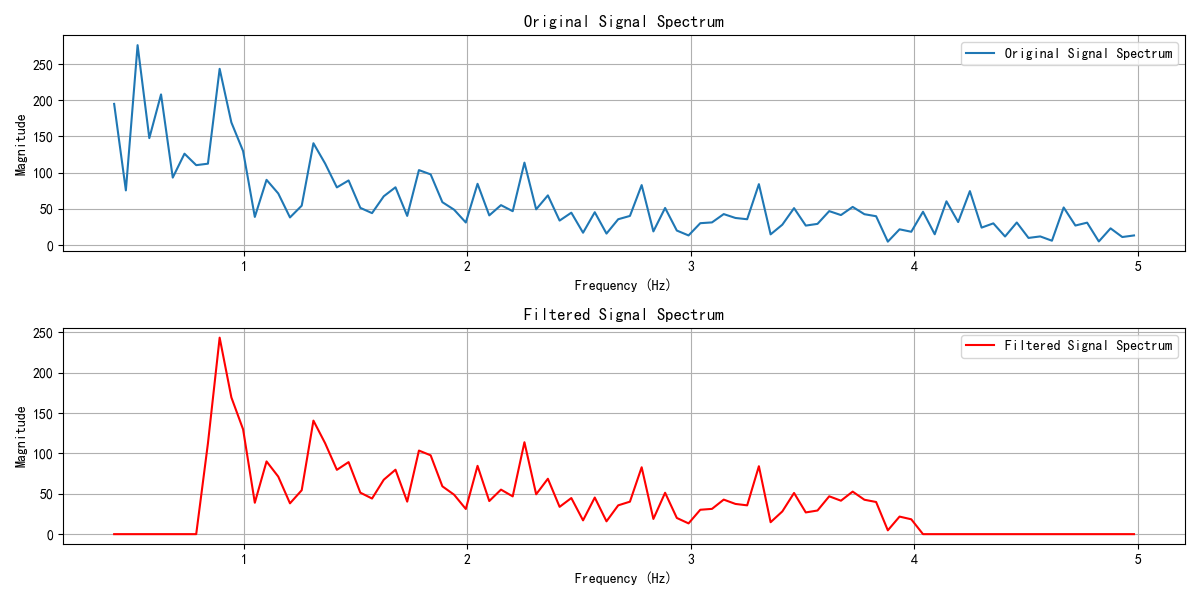 Original Signal Spectrum
Original Signal Spectrum
Magnitude
250
200
150
100
50
0
1 2 3 4 5
Frequency (Hz)
Filtered Signal Spectrum
Filtered Signal Spectrum
Magnitude
250
200
150
100
50
0
1 2 3 4 5
Frequency (Hz)